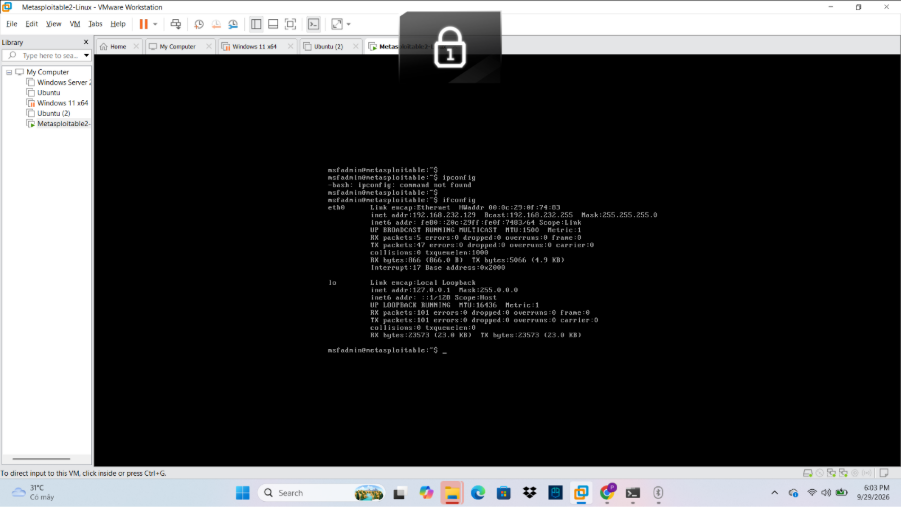 Metasploitable2-Linux - VMware Workstation
File Edit View VM Tabs Help
Library
Type here to sea...
My Computer
Windows Server 2
Ubuntu
Windows 11 x64
Ubuntu (2)
Metasploitable2-
Home
My Computer
Windows 11 x64
Ubuntu (2)
1
msfadmin@metasploitable:~$
msfadmin@metasploitable:~$ ipconfig
-bash: ipconfig: command not found
msfadmin@metasploitable:~$
msfadmin@metasploitable:~$ ifconfig
eth0 Link encap:Ethernet HWaddr 00:0c:29:0f:74:83
inet addr:192.168.232.129 Bcast:192.168.232.255 Mask:255.255.255.0
inet6 addr: fe80::20c:29ff:fe0f:7483/64 Scope:Link
UP BROADCAST RUNNING MULTICAST MTU:1500 Metric:1
RX packets:5 errors:0 dropped:0 overruns:0 frame:0
TX packets:47 errors:0 dropped:0 overruns:0 carrier:0
collisions:0 txqueuelen:1000
RX bytes:866 (866.0 B) TX bytes:5066 (4.9 KB)
Interrupt:17 Base address:0x2000
lo Link encap:Local Loopback
inet addr:127.0.0.1 Mask:255.0.0.0
inet6 addr: ::1/128 Scope:Host
UP LOOPBACK RUNNING MTU:16436 Metric:1
RX packets:101 errors:0 dropped:0 overruns:0 frame:0
TX packets:101 errors:0 dropped:0 overruns:0 carrier:0
collisions:0 txqueuelen:0
RX bytes:23573 (23.0 KB) TX bytes:23573 (23.0 KB)
msfadmin@metasploitable:~$ _
To direct input to this VM, click inside or press Ctrl+G.
31°C
Có mây
Search
6:03 PM
9/29/2026